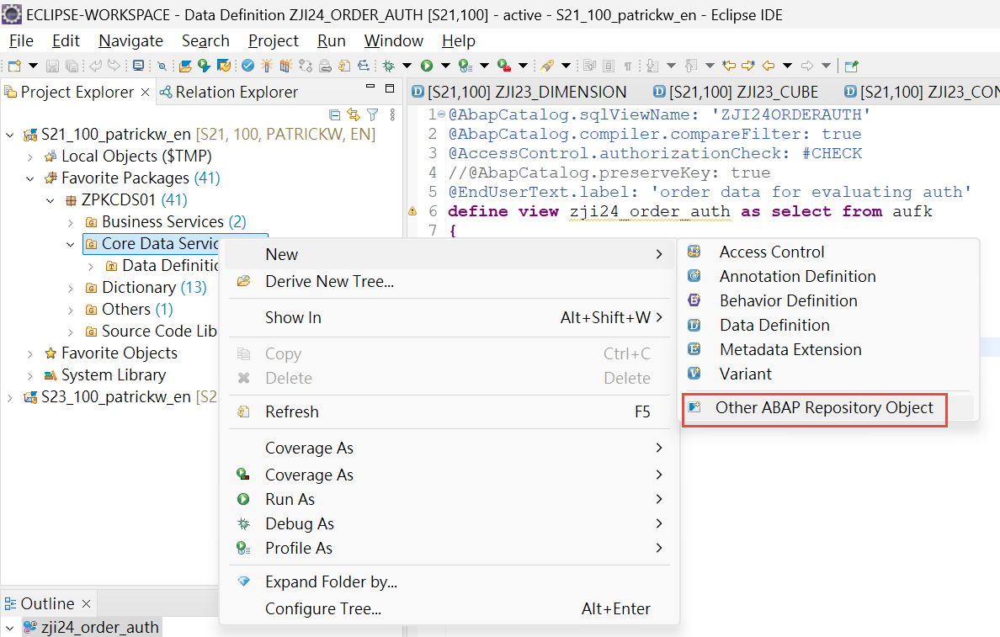 ECLIPSE-WORKSPACE - Data Definition ZJI24_ORDER_AUTH [S21,100] - active - S21_100_patrickw_en - Eclipse IDE
File Edit Navigate Search Project Run Window Help
Project Explorer Relation Explorer
S21_100_patrickw_en [S21, 100, PATRICKW, EN]
Local Objects ($TMP)
Favorite Packages (41)
ZPKCDS01 (41)
Business Services (2)
Core Data Servic
Data Definitio
Dictionary (13)
Others (1)
Source Code Lib
Favorite Objects
System Library
S23_100_patrickw_en [S2
Outline
zji24_order_auth
[S21,100] ZJI23_DIMENSION [S21,100] ZJI23_CUBE [S21,100] ZJI23_CON
1 @AbapCatalog.sqlViewName: 'ZJI24ORDERAUTH'
2 @AbapCatalog.compiler.compareFilter: true
3 @AccessControl.authorizationCheck: #CHECK
4 //@AbapCatalog.preserveKey: true
5 @EndUserText.label: 'order data for evaluating auth'
6 define view zji24_order_auth as select from aufk
7 {
New
Derive New Tree...
Show In Alt+Shift+W
Copy Ctrl+C
Delete Delete
Refresh F5
Coverage As
Coverage As
Run As
Debug As
Profile As
Expand Folder by...
Configure Tree... Alt+Enter
Access Control
Annotation Definition
Behavior Definition
Data Definition
Metadata Extension
Variant
Other ABAP Repository Object